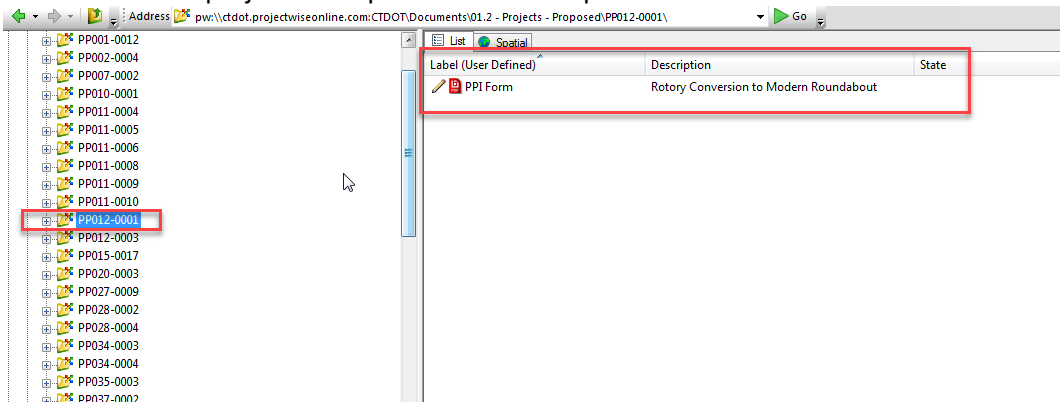 Address pw:\\ctdot.projectwiseonline.com:CTDOT\Documents\01.2 - Projects - Proposed\PP012-0001\ Go
PP001-0012
PP002-0004
PP007-0002
PP010-0001
PP011-0004
PP011-0005
PP011-0006
PP011-0008
PP011-0009
PP011-0010
PP012-0001
PP012-0003
PP015-0017
PP020-0003
PP027-0009
PP028-0002
PP028-0004
PP034-0003
PP034-0004
PP035-0003
PP037-0002
List Spatial
Label (User Defined) Description State
PPI Form Rotory Conversion to Modern Roundabout